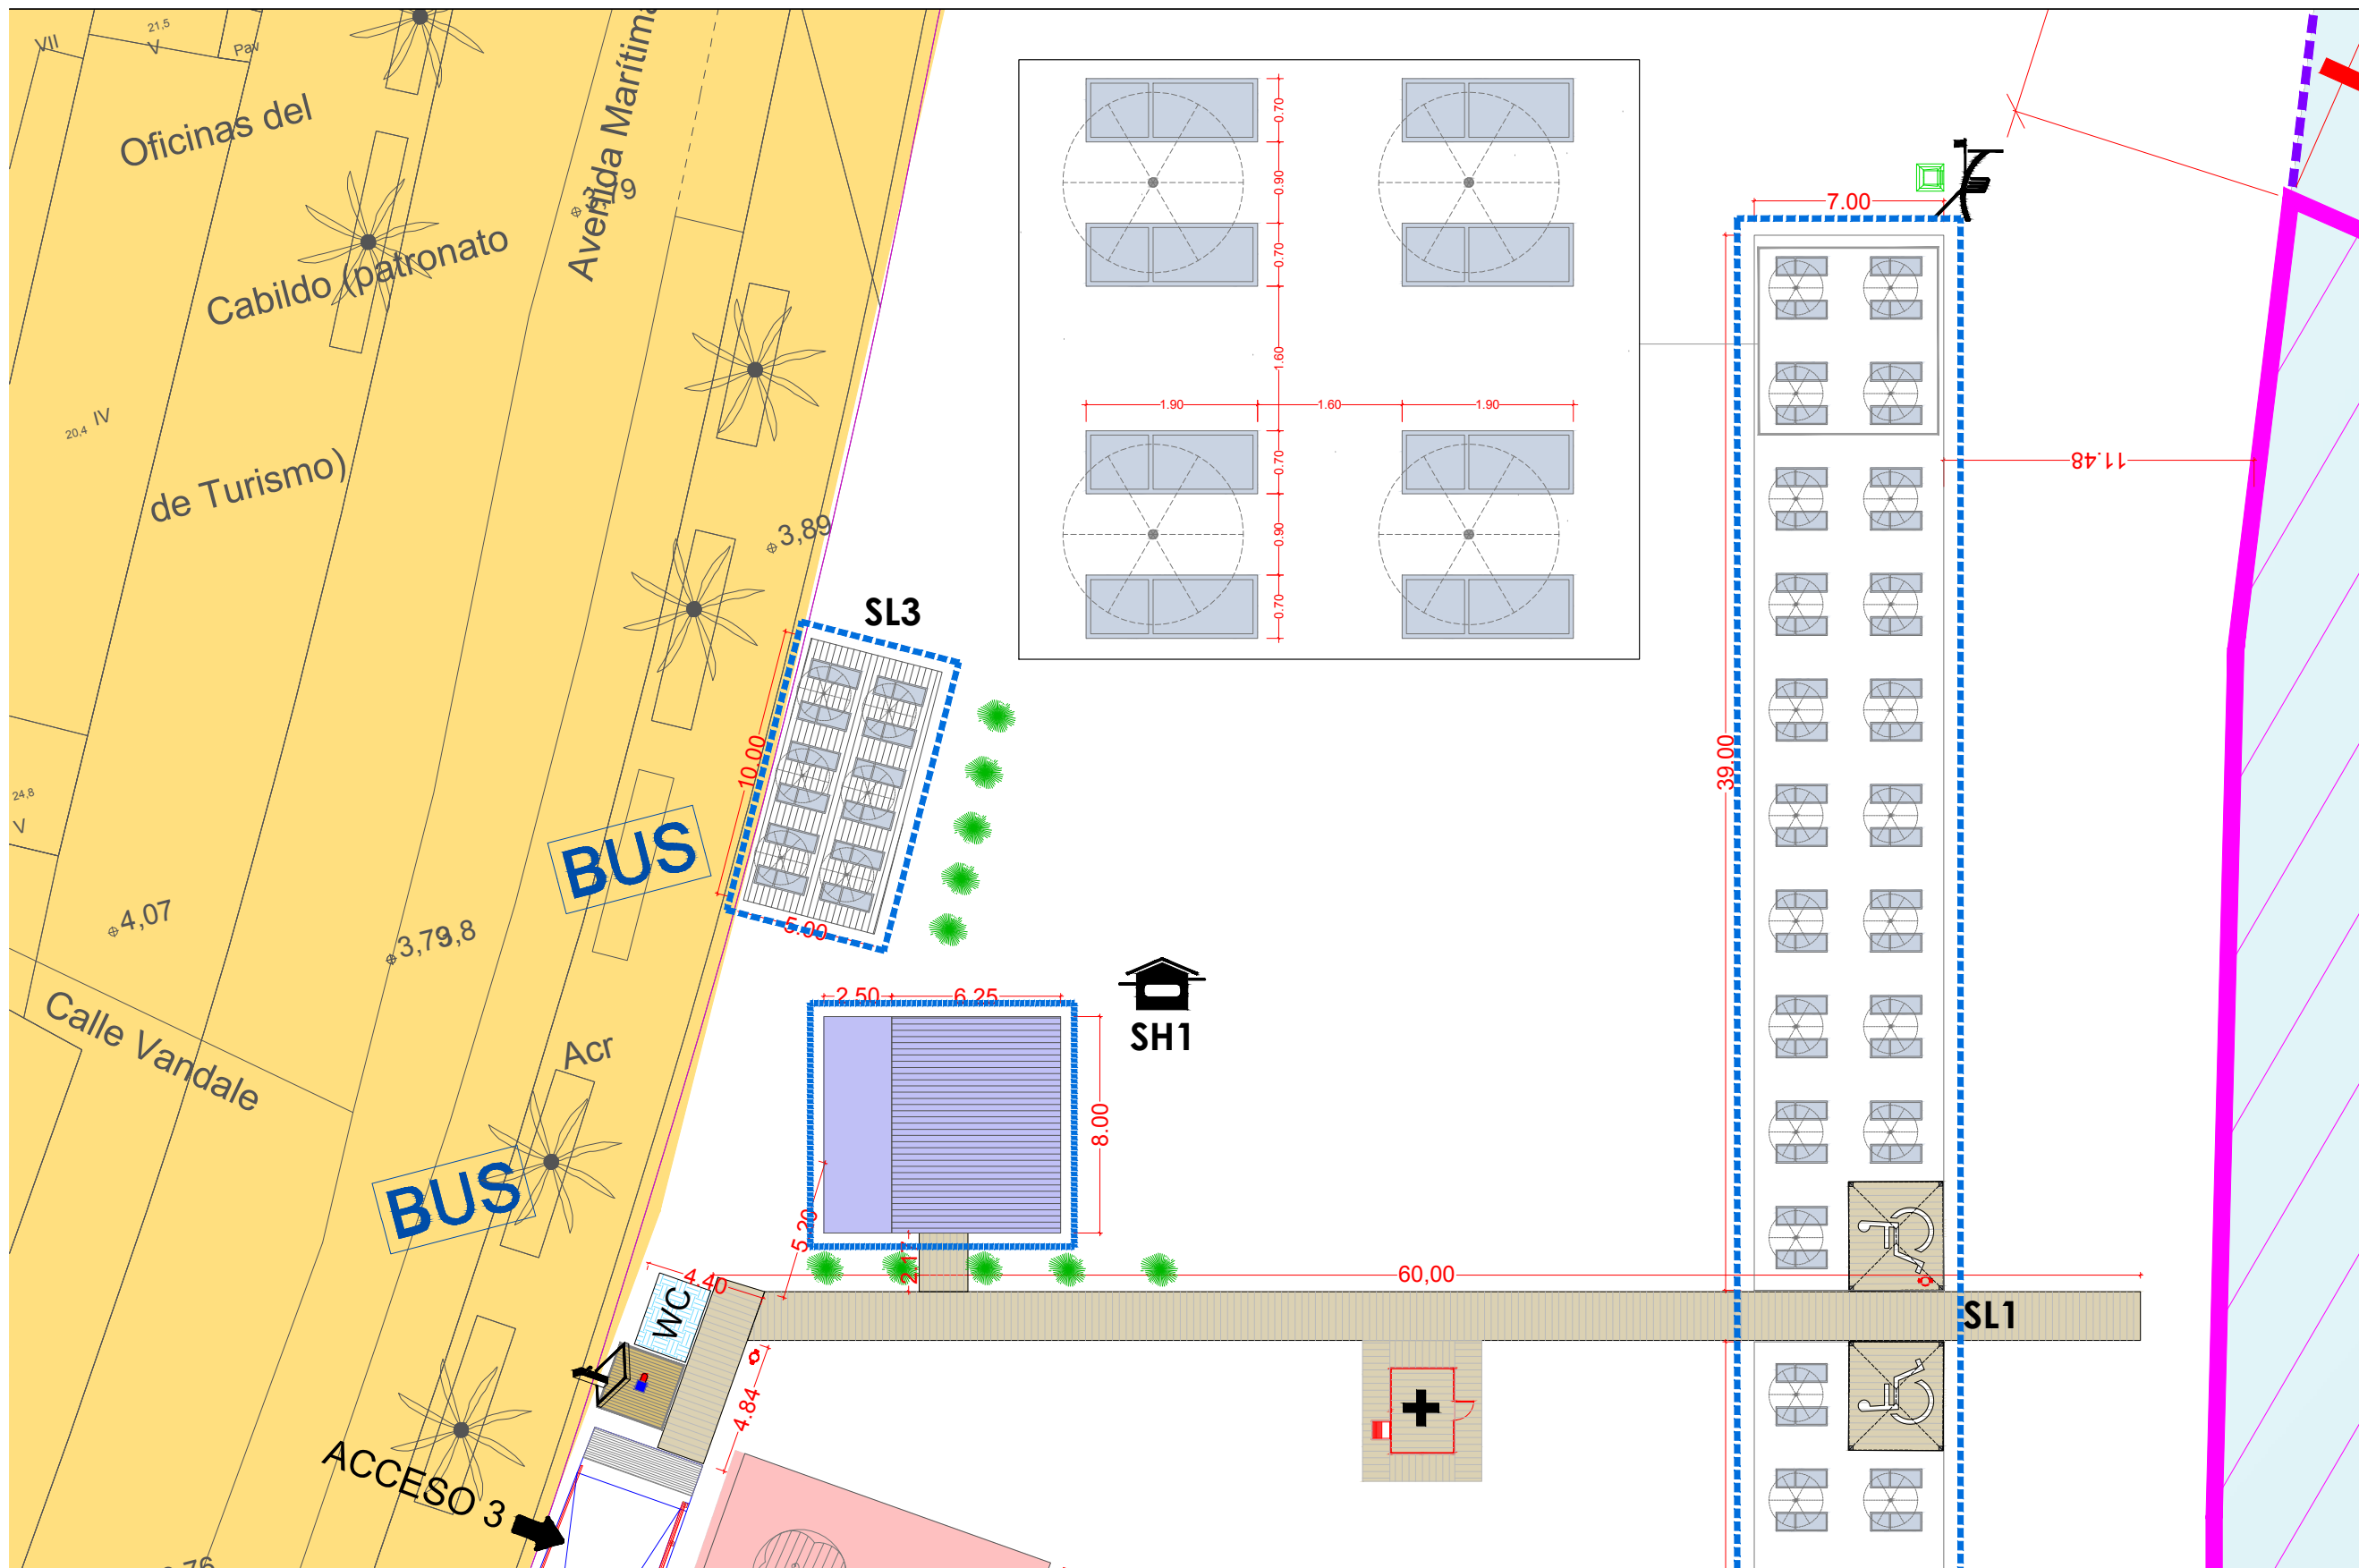 VII
21,5
V
Pav
Oficinas del
Cabildo (patronato
de Turismo)
Avenida Marítima
20,4
IV
3,89
24,8
V
4,07
3,79
3,8
Calle Vandale
Acr
BUS
BUS
ACCESO 3
WC
SL3
10,00
5.00
SH1
2.50
6.25
8.00
5.20
2.11
4.40
4.84
60,00
0.70
0.90
0.70
1.60
1.90
1.60
1.90
0.70
0.90
0.70
7.00
39,00
11.48
SL1